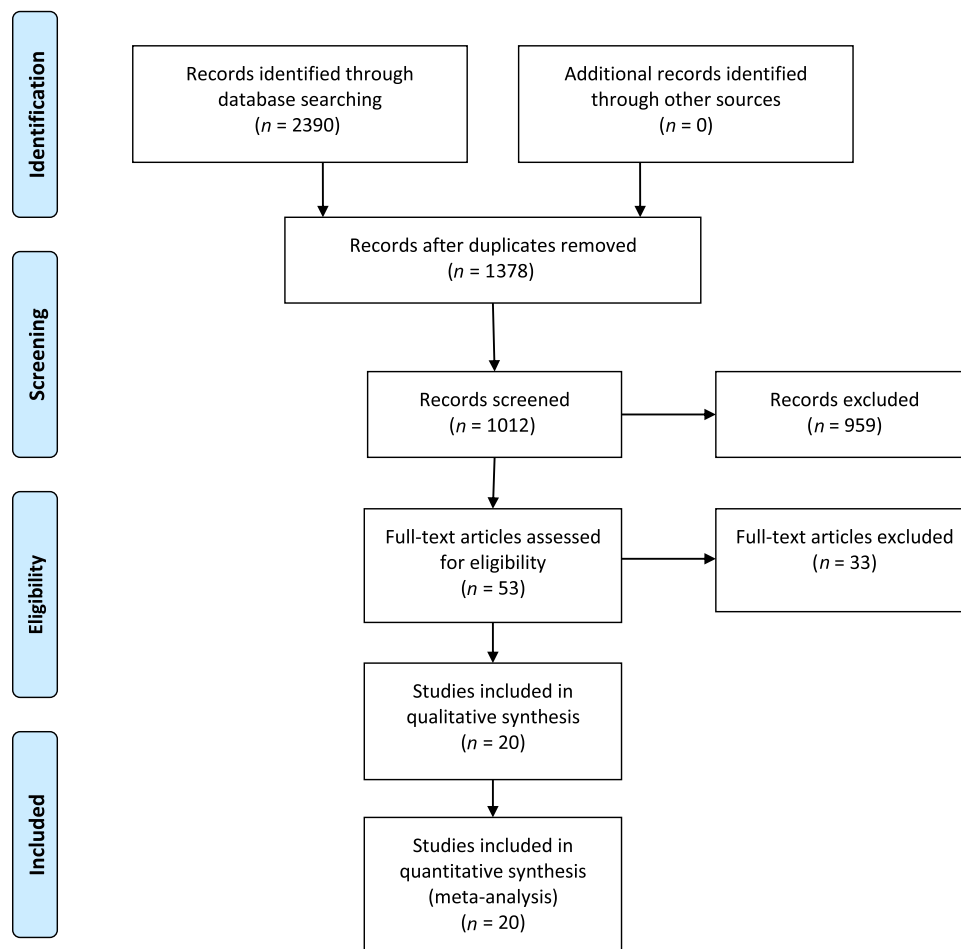 Identification
Records identified through
database searching
(n = 2390)
Additional records identified
through other sources
(n = 0)
Records after duplicates removed
(n = 1378)
Screening
Records screened
(n = 1012)
Records excluded
(n = 959)
Eligibility
Full-text articles assessed
for eligibility
(n = 53)
Full-text articles excluded
(n = 33)
Studies included in
qualitative synthesis
(n = 20)
Included
Studies included in
quantitative synthesis
(meta-analysis)
(n = 20)